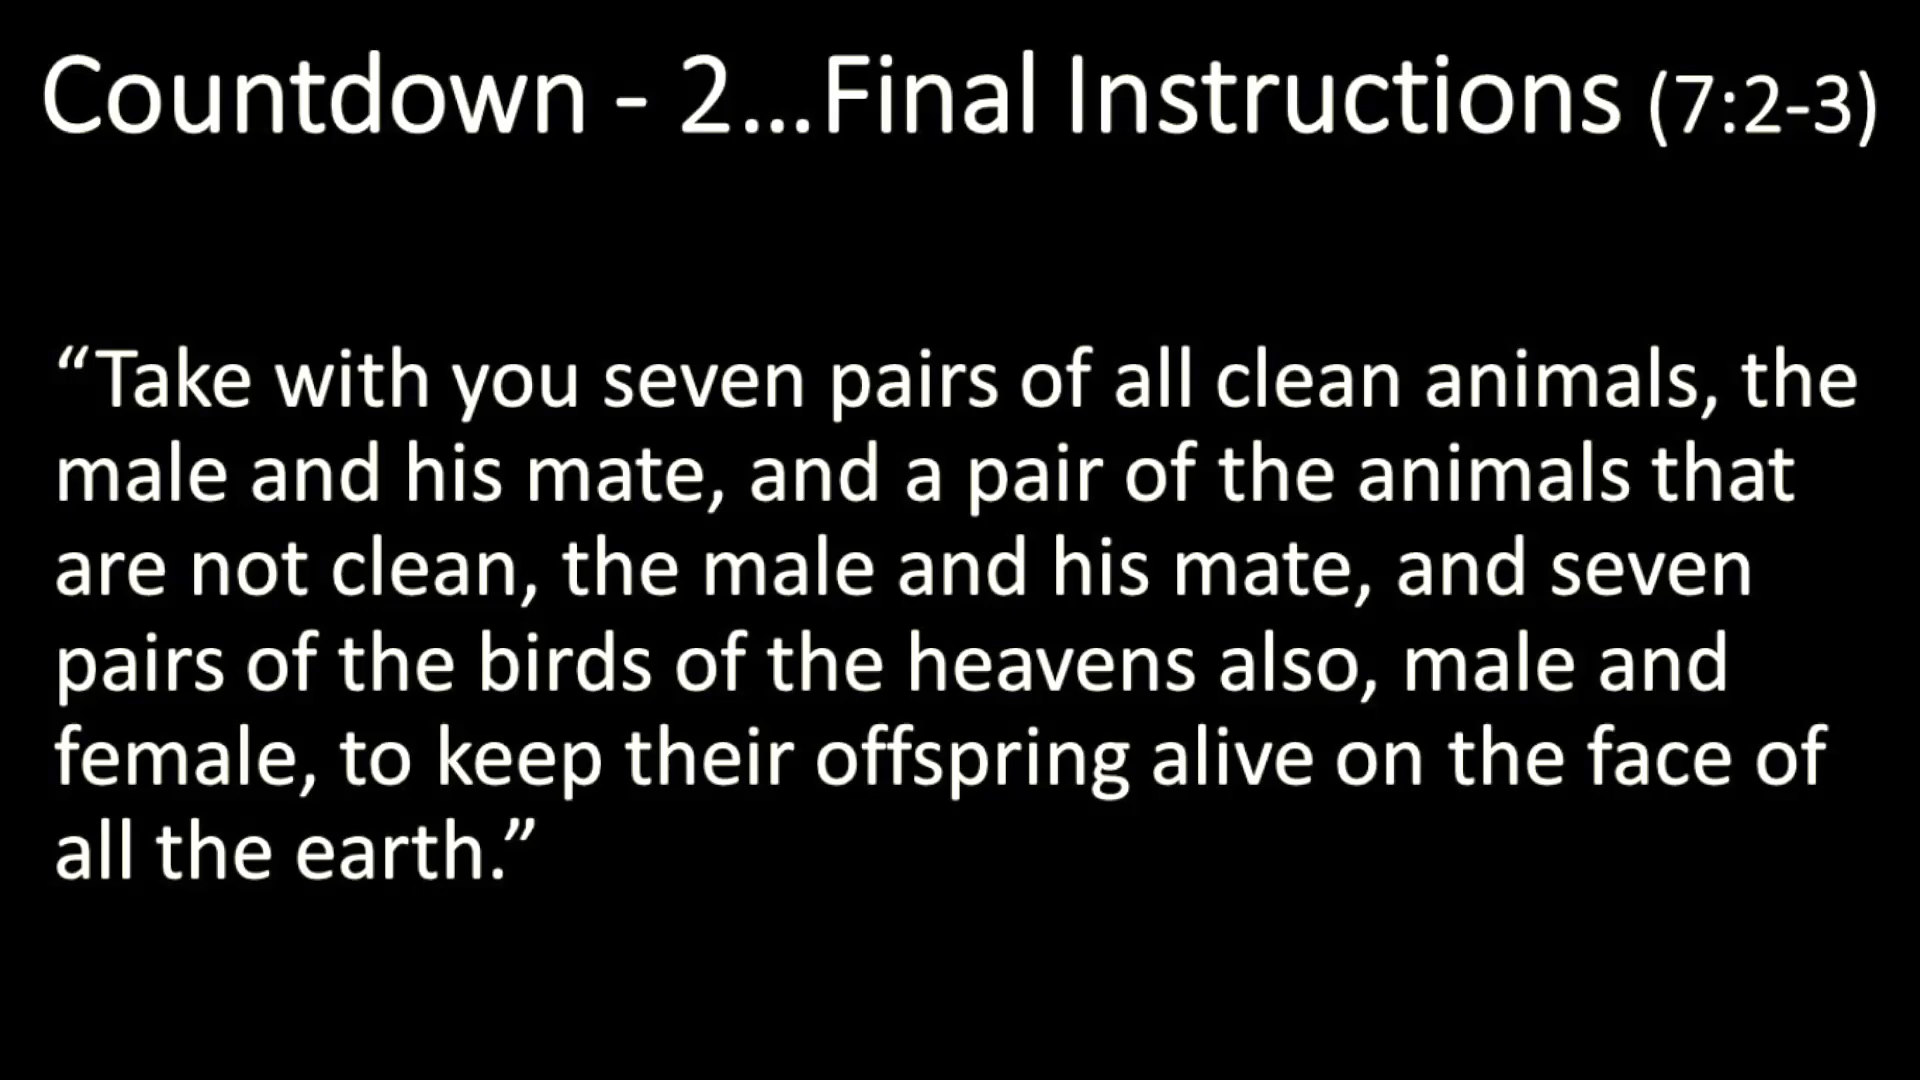 Countdown - 2...Final Instructions (7:2-3)
“Take with you seven pairs of all clean animals, the
male and his mate, and a pair of the animals that
are not clean, the male and his mate, and seven
pairs of the birds of the heavens also, male and
female, to keep their offspring alive on the face of
all the earth.”